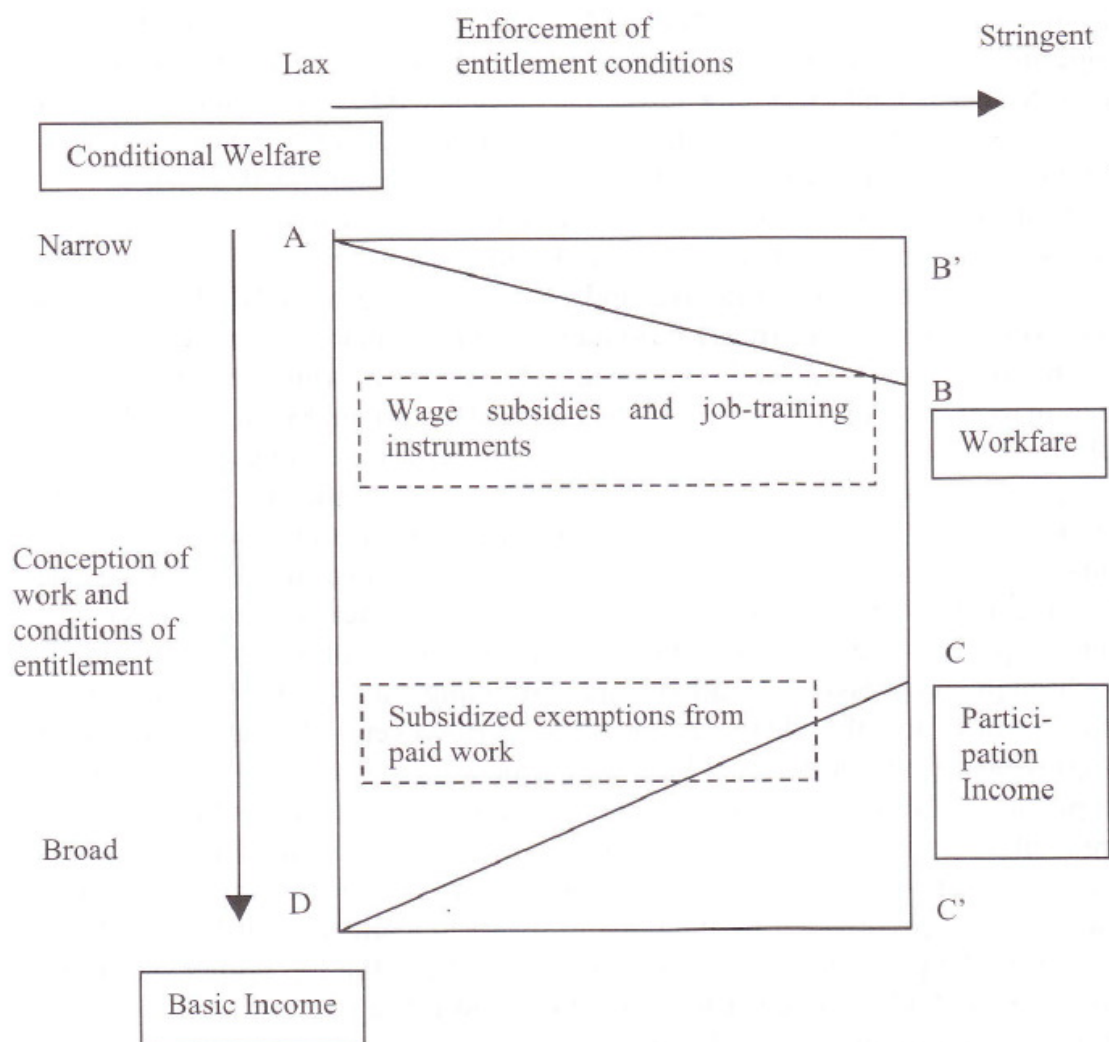 Enforcement of
entitlement conditions
Stringent
Lax
Conditional Welfare
Narrow
A
B’
B
Wage subsidies and job-training
instruments
Workfare
Conception of
work and
conditions of
entitlement
C
Subsidized exemptions from
paid work
Partici-
pation
Income
Broad
D
C’
Basic Income